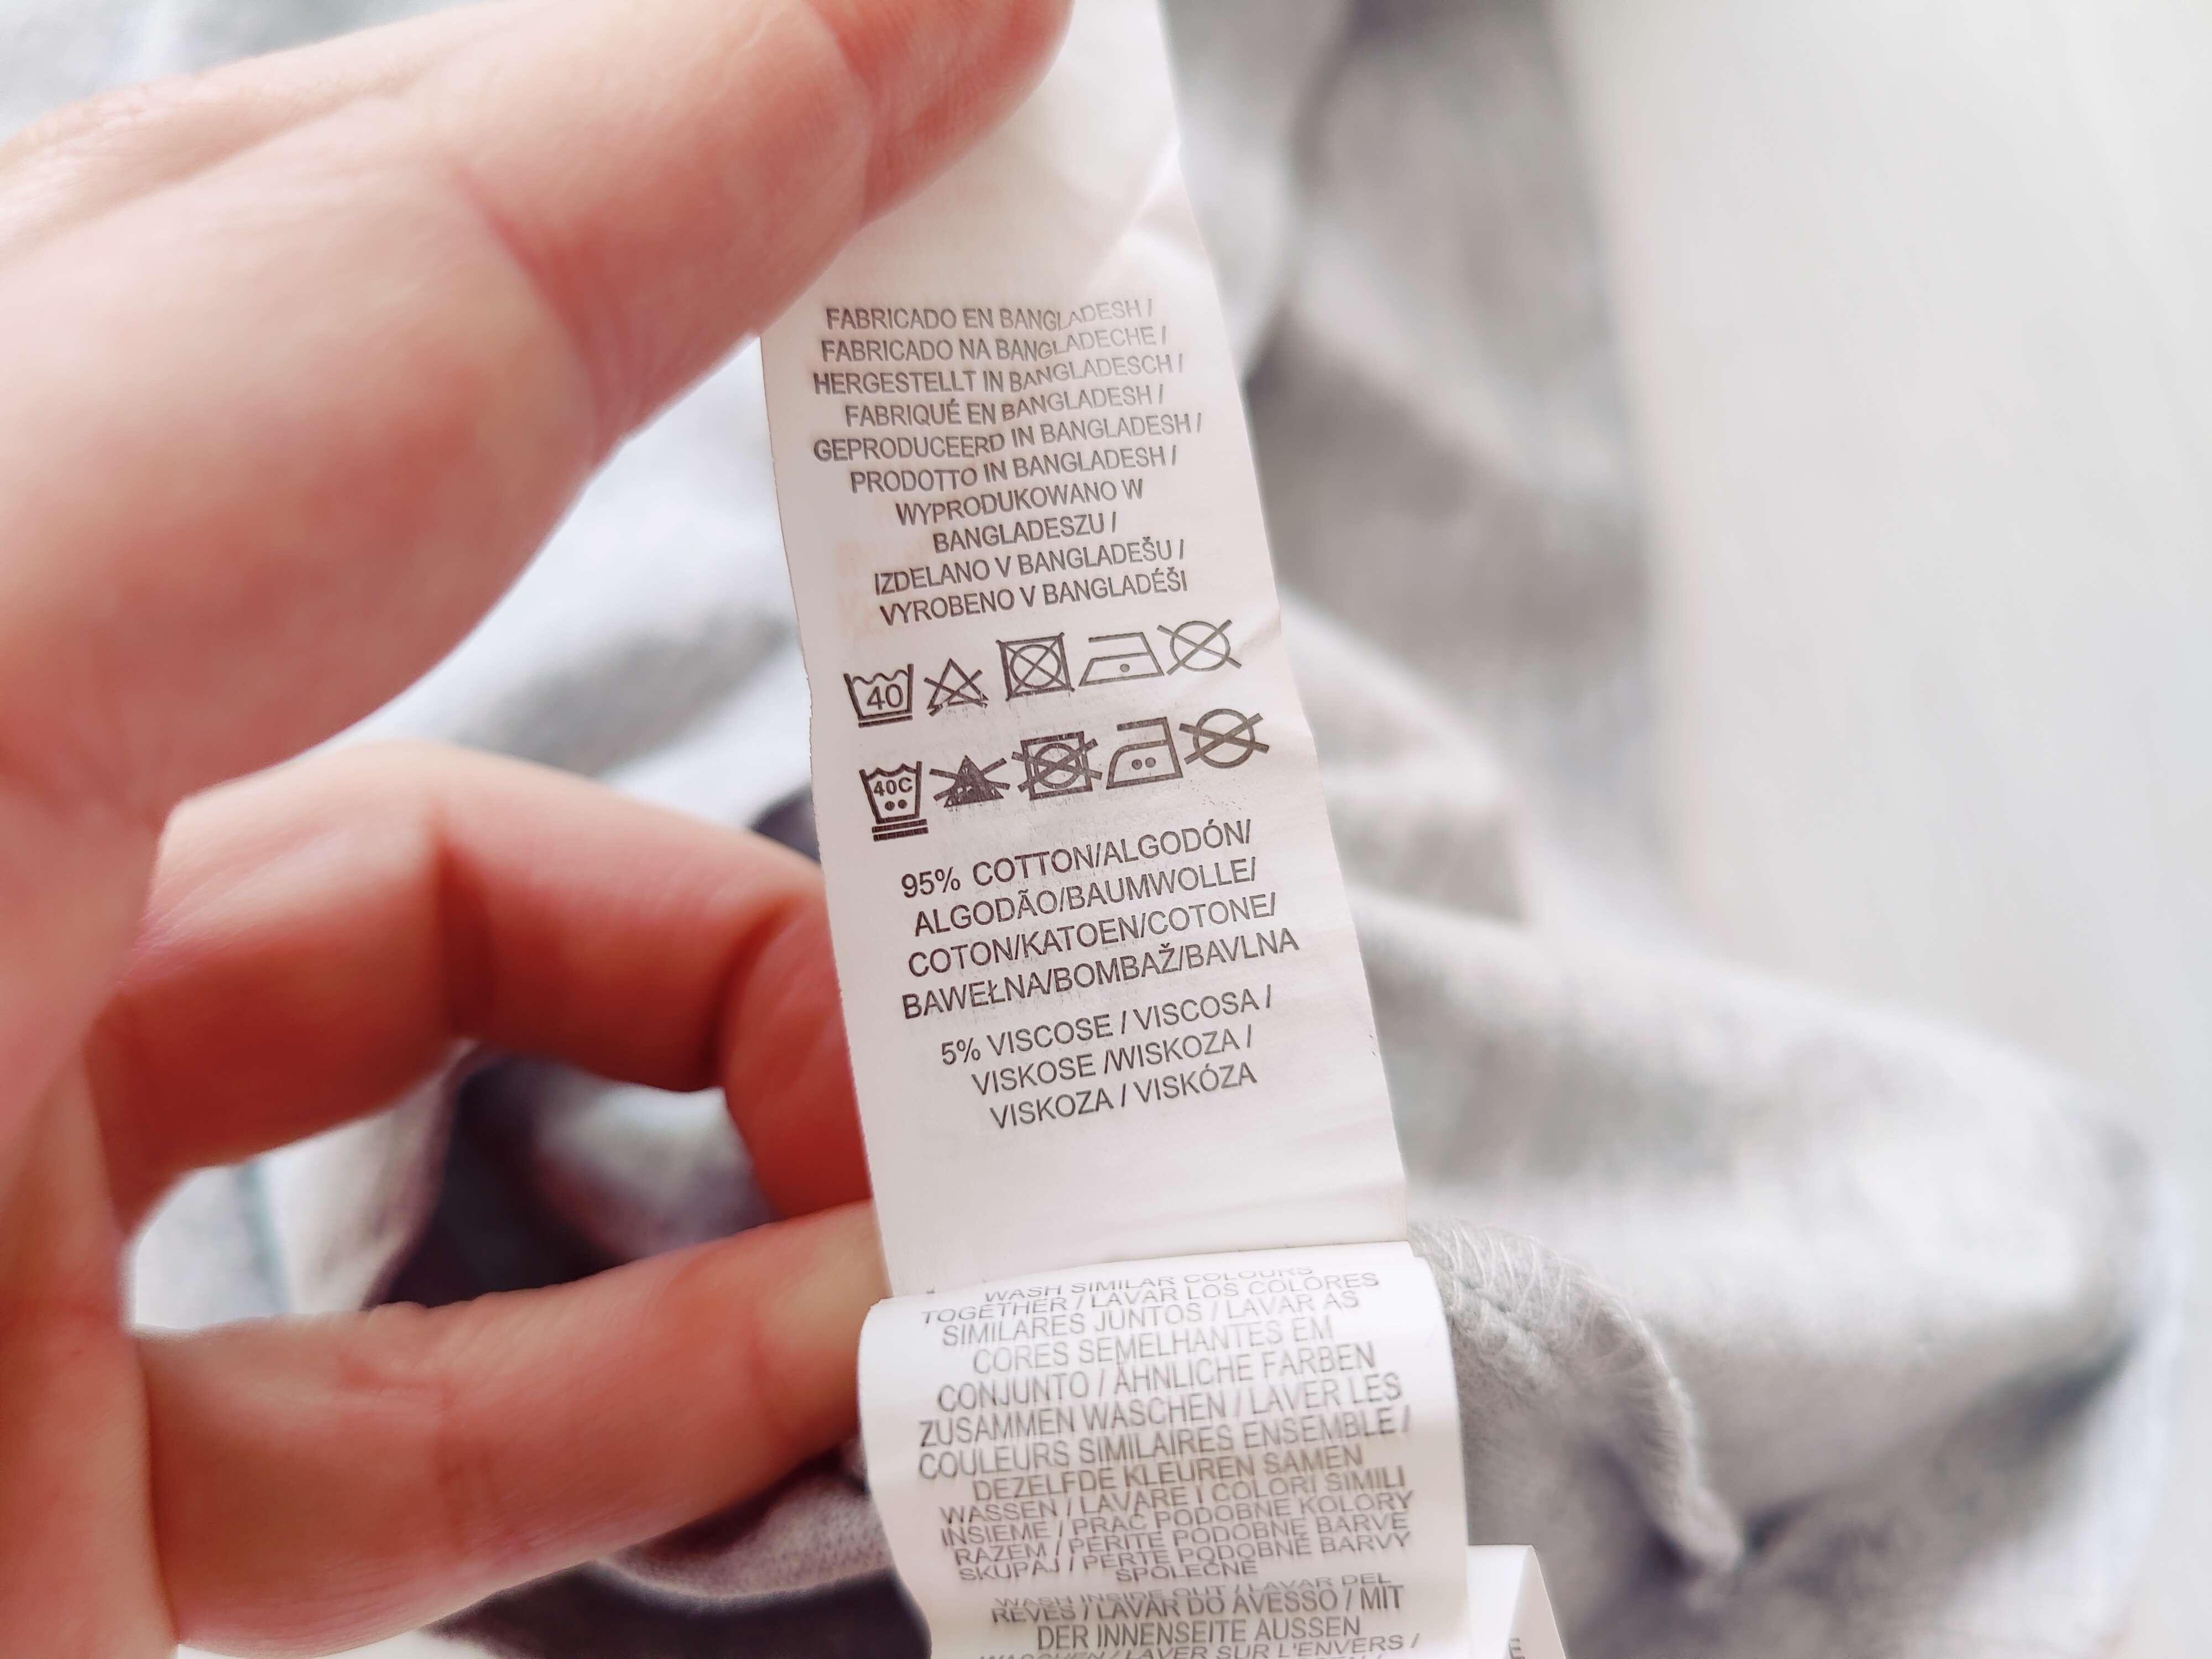 FABRICADO EN BANGLADESH /
FABRICADO NA BANGLADECHE /
HERGESTELLT IN BANGLADESCH /
FABRIQUÉ EN BANGLADESH /
GEPRODUCEERD IN BANGLADESH /
PRODOTTO IN BANGLADESH /
WYPRODUKOWANO W
BANGLADESZU /
IZDELANO V BANGLADEŠU /
VYROBENO V BANGLADÉŠI
40
40C
95% COTTON/ALGODÓN/
ALGODÃO/BAUMWOLLE/
COTON/KATOEN/COTONE/
BAWEŁNA/BOMBAŽ/BAVLNA
5% VISCOSE / VISCOSA /
VISKOSE /WISKOZA /
VISKOZA / VISKÓZA
WASH SIMILAR COLOURS
TOGETHER / LAVAR LOS COLORES
SIMILARES JUNTOS / LAVAR AS
CORES SEMELHANTES EM
CONJUNTO / ÄHNLICHE FARBEN
ZUSAMMEN WASCHEN / LAVER LES
COULEURS SIMILAIRES ENSEMBLE /
DEZELFDE KLEUREN SAMEN
WASSEN / LAVARE I COLORI SIMILI
INSIEME / PRAĆ PODOBNE KOLORY
RAZEM / PERITE PODOBNE BARVE
SKUPAJ / PERTE PODOBNÉ BARVY
SPOLEČNĚ
WASH INSIDE OUT / LAVAR DEL
REVÉS / LAVAR DO AVESSO / MIT
DER INNENSEITE AUSSEN
WASCHEN / LAVER SUR L'ENVERS /
E